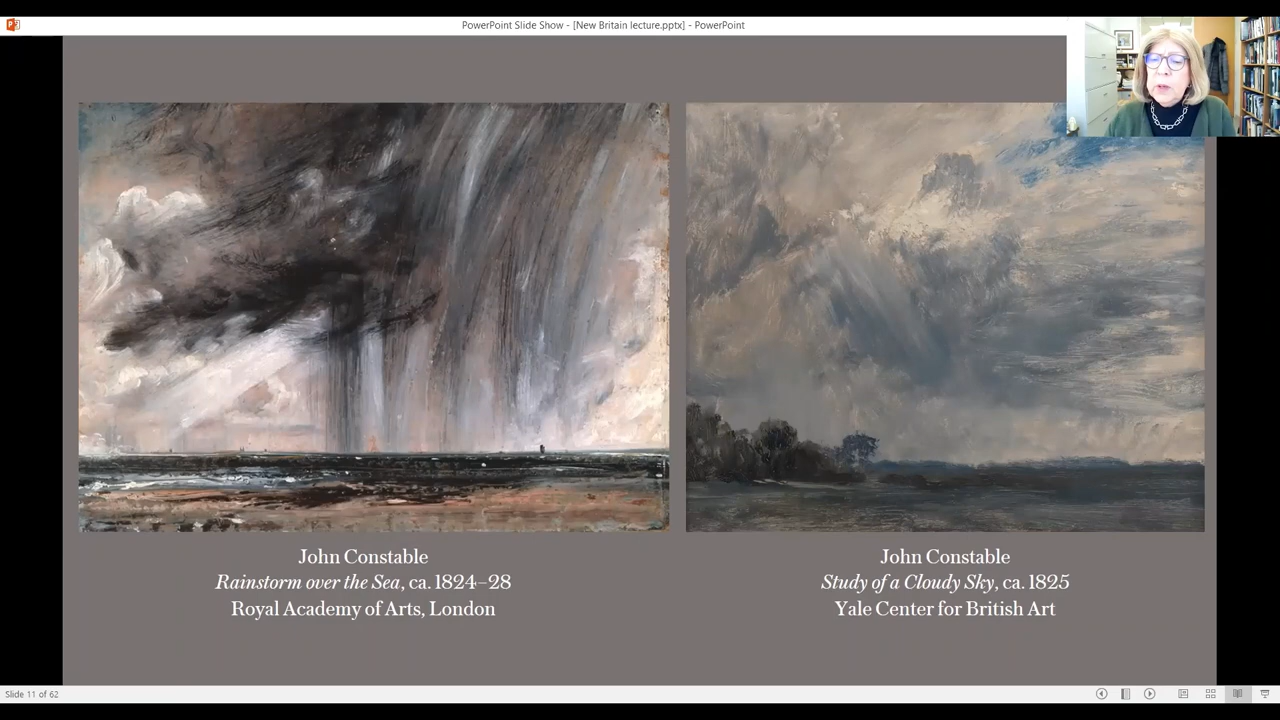 PowerPoint Slide Show - [New Britain lecture.pptx] - PowerPoint
John Constable
Rainstorm over the Sea, ca. 1824–28
Royal Academy of Arts, London
John Constable
Study of a Cloudy Sky, ca. 1825
Yale Center for British Art
Slide 11 of 62